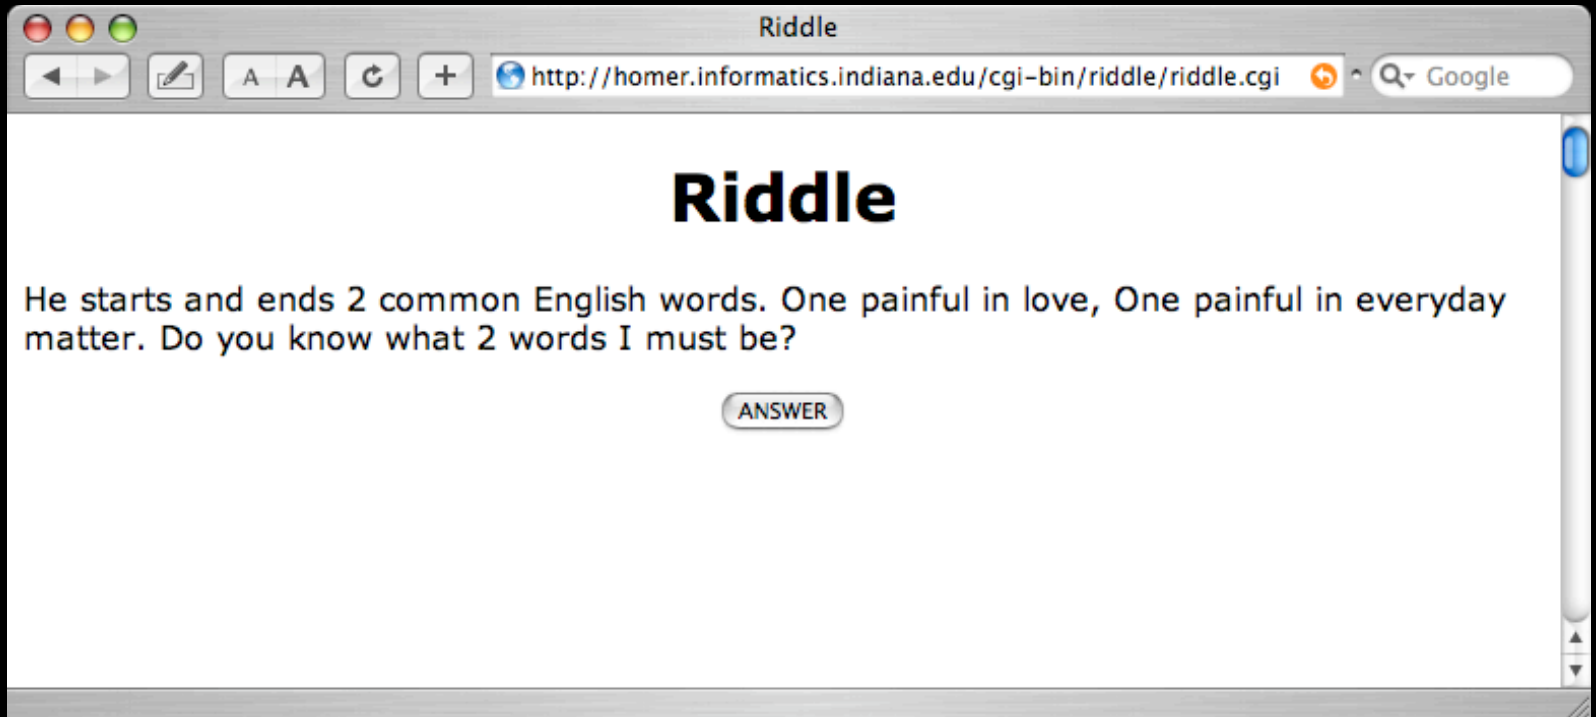 Riddle
A A + http://homer.informatics.indiana.edu/cgi-bin/riddle/riddle.cgi Google
Riddle
He starts and ends 2 common English words. One painful in love, One painful in everyday
matter. Do you know what 2 words I must be?
ANSWER